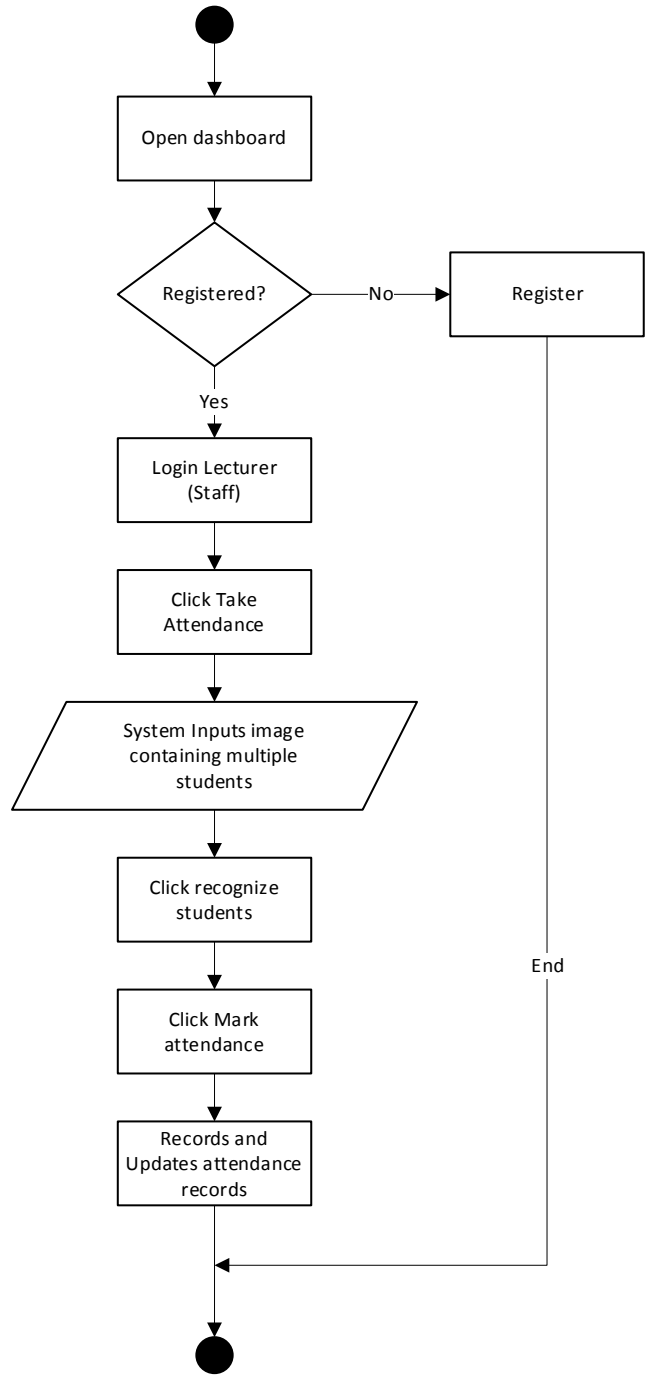 Open dashboard
Registered?
No
Register
Yes
Login Lecturer
(Staff)
Click Take
Attendance
System Inputs image
containing multiple
students
Click recognize
students
End
Click Mark
attendance
Records and
Updates attendance
records